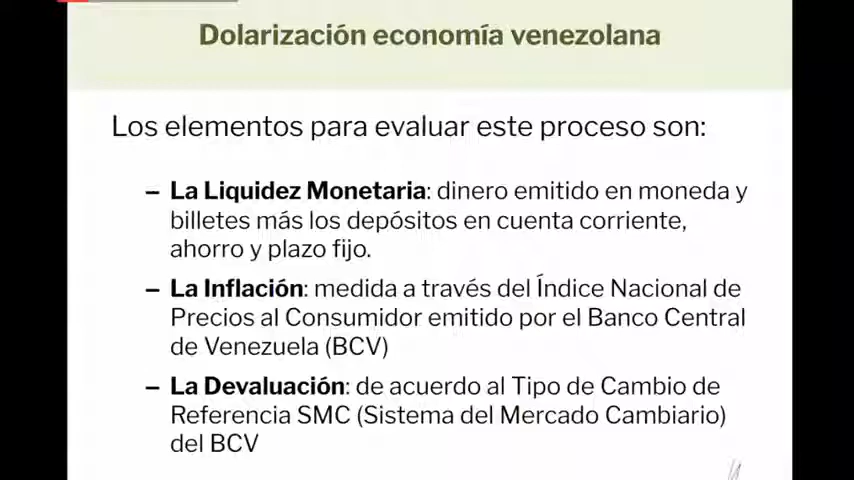 Dolarización economía venezolana
Los elementos para evaluar este proceso son:
– La Liquidez Monetaria: dinero emitido en moneda y
billetes más los depósitos en cuenta corriente,
ahorro y plazo fijo.
– La Inflación: medida a través del Índice Nacional de
Precios al Consumidor emitido por el Banco Central
de Venezuela (BCV)
– La Devaluación: de acuerdo al Tipo de Cambio de
Referencia SMC (Sistema del Mercado Cambiario)
del BCV